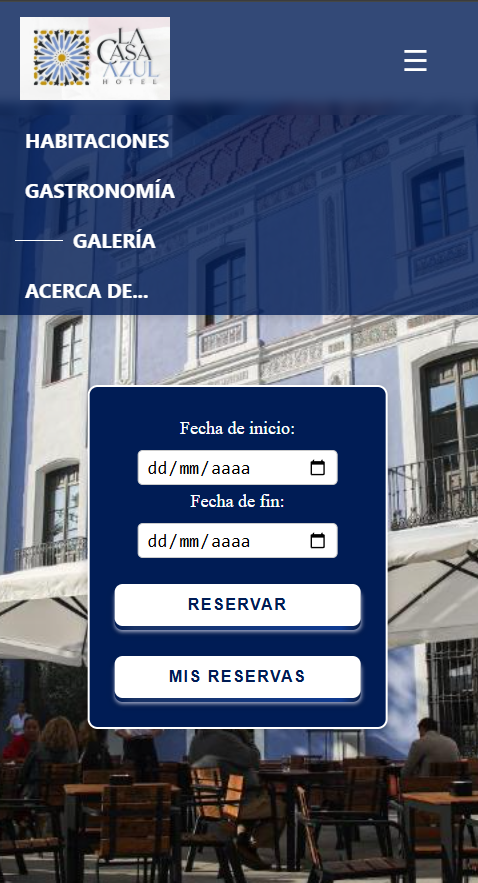 LA
CASA
AZUL
HOTEL
☰
HABITACIONES
GASTRONOMÍA
GALERÍA
ACERCA DE...
Fecha de inicio:
dd/mm/aaaa
Fecha de fin:
dd/mm/aaaa
RESERVAR
MIS RESERVAS